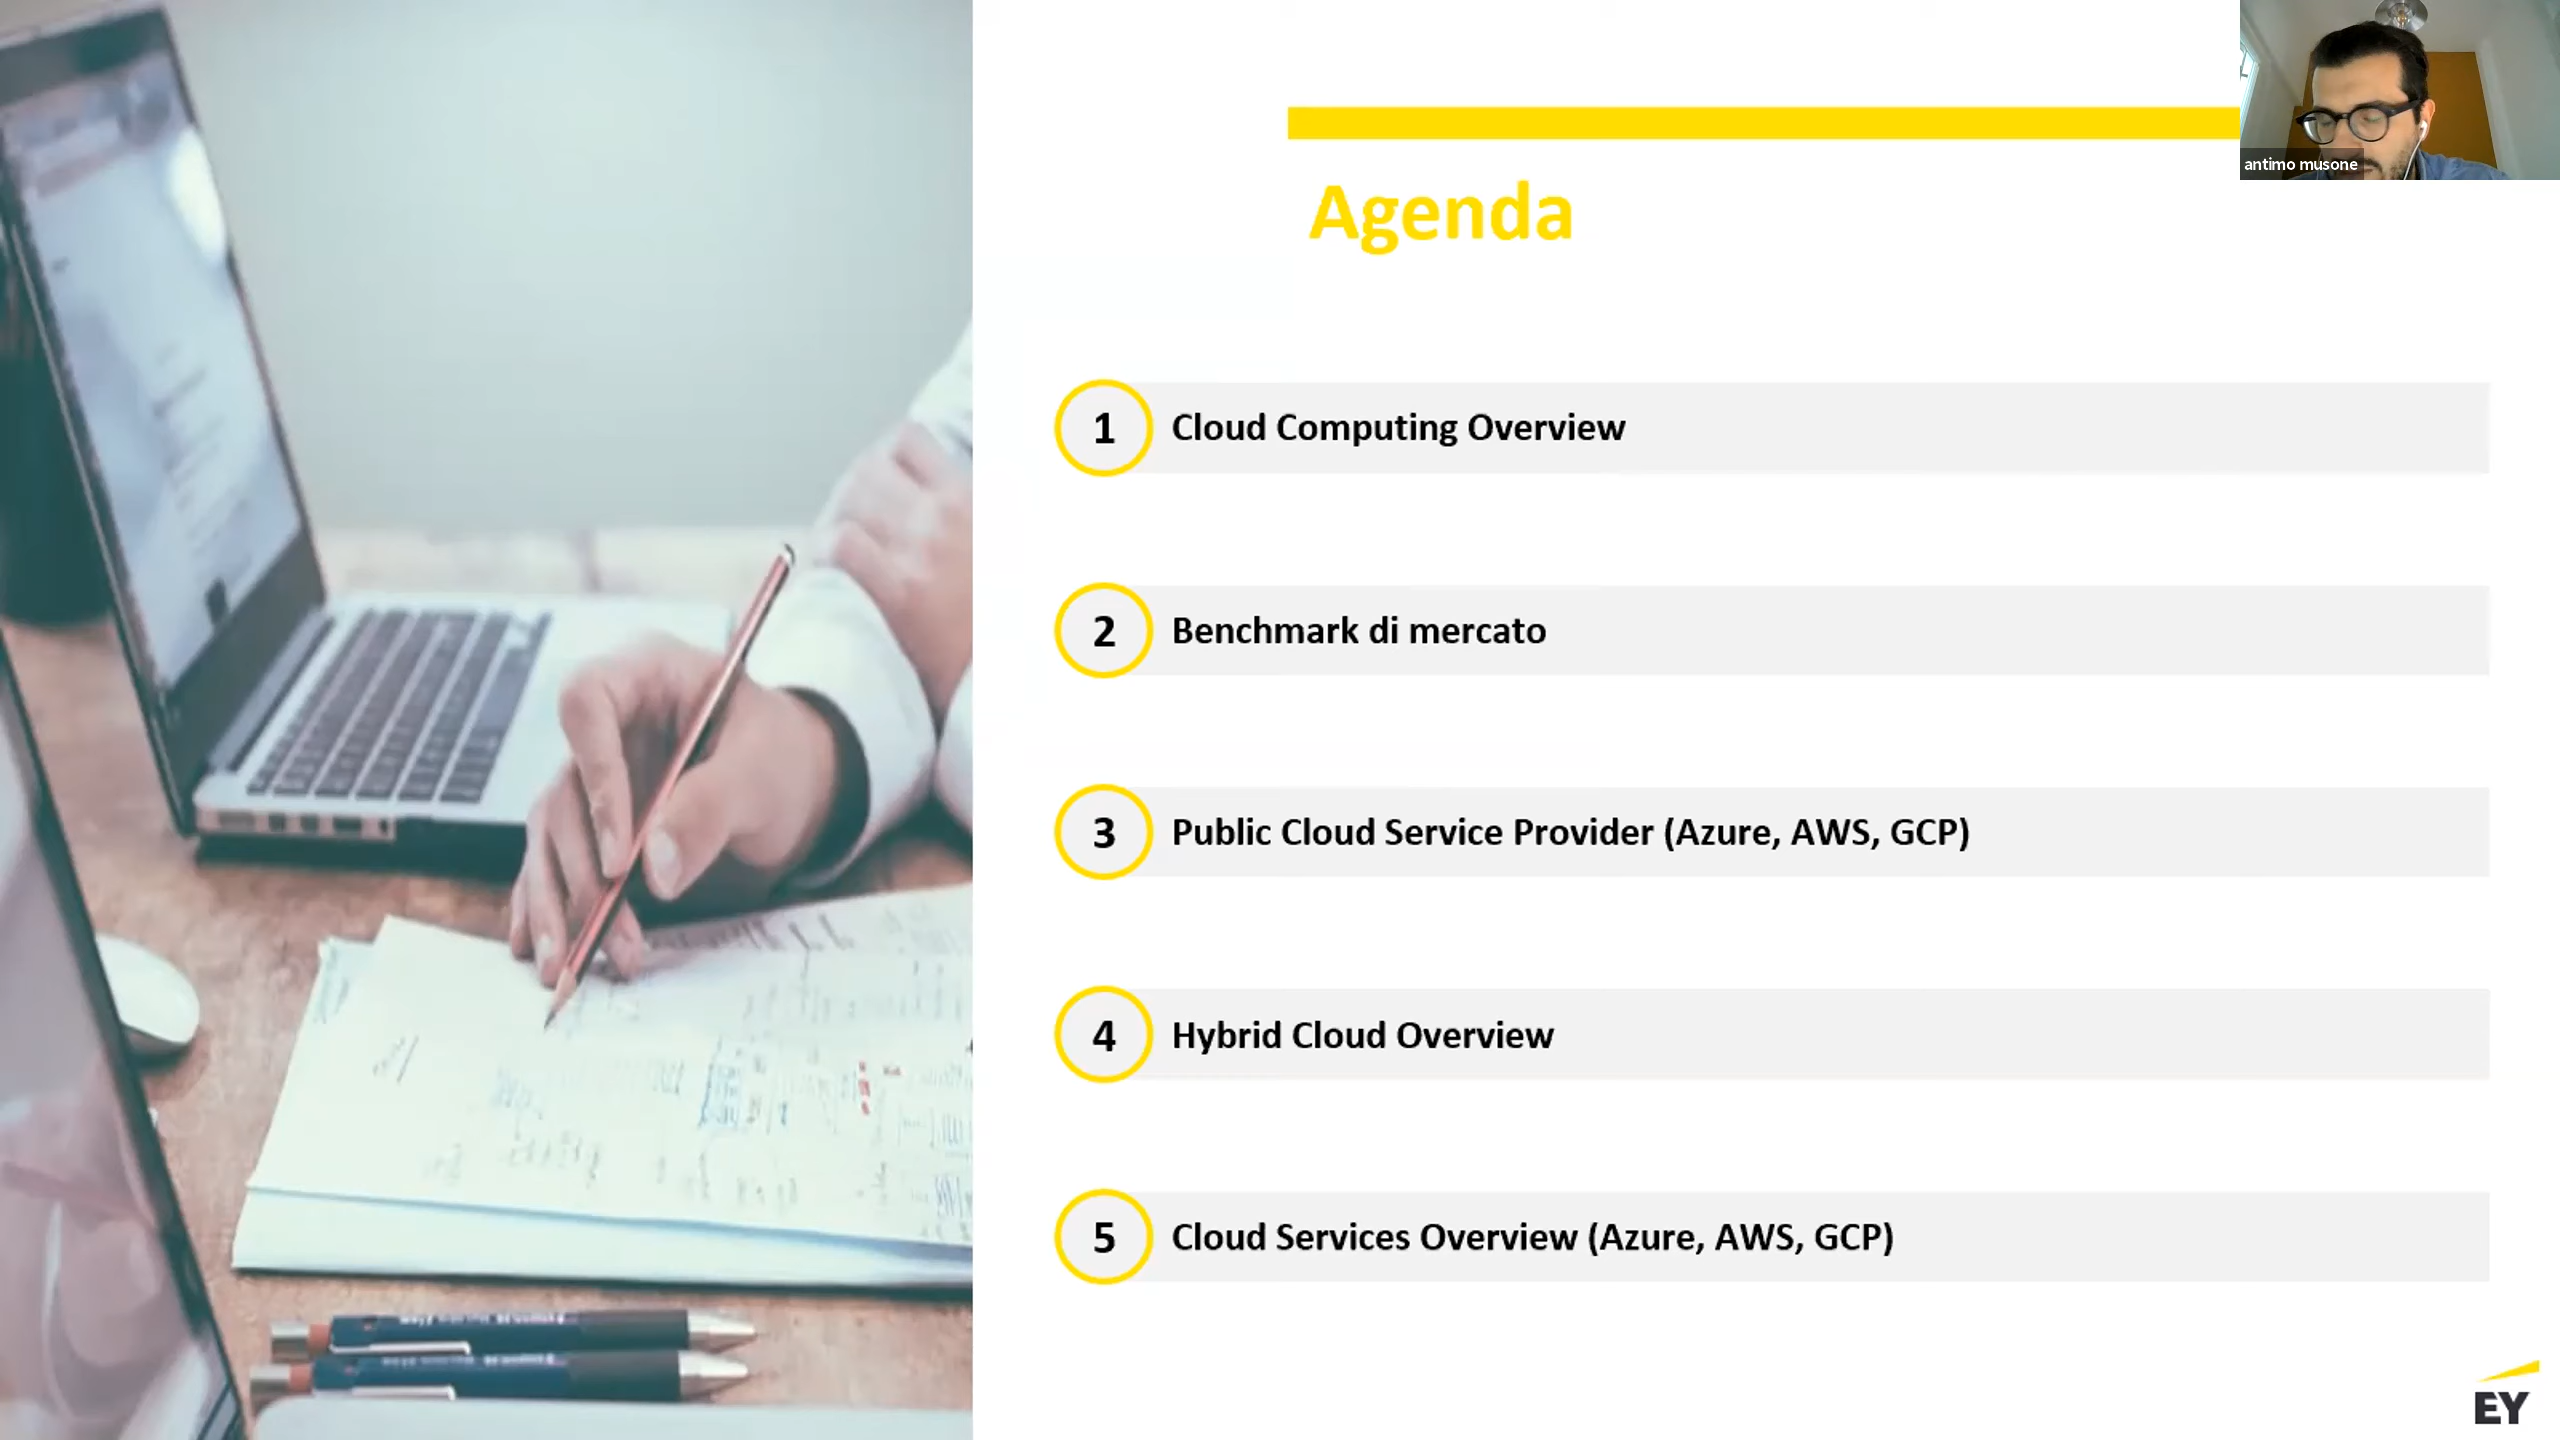 antimo musone
Agenda
1 Cloud Computing Overview
2 Benchmark di mercato
3 Public Cloud Service Provider (Azure, AWS, GCP)
4 Hybrid Cloud Overview
5 Cloud Services Overview (Azure, AWS, GCP)
EY